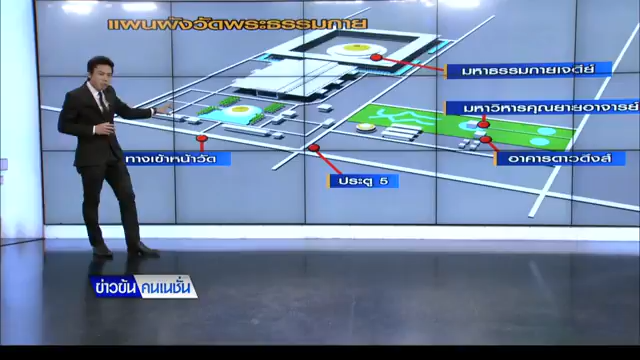 แผนผังวัดพระธรรมกาย
มหาธรรมกายเจดีย์
มหาวิหารคุณยายอาจารย์
ทางเข้าหน้าวัด
อาคารดาวดึงส์
ประตู 5
ข่าวข้น คนเนชั่น